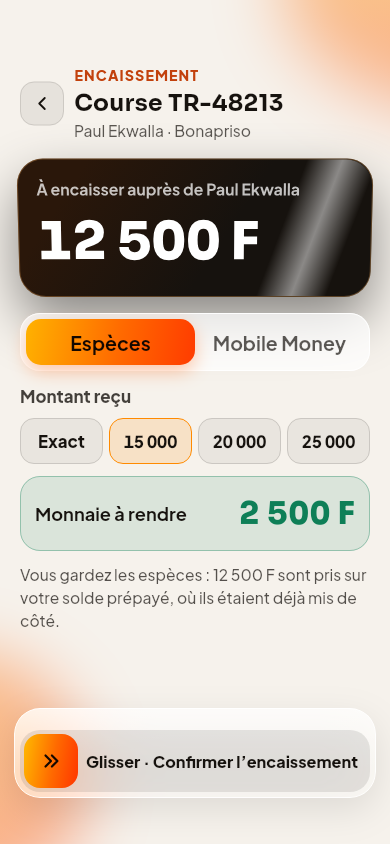 ENCAISSEMENT
Course TR-48213
Paul Ekwalla · Bonapriso
À encaisser auprès de Paul Ekwalla
12 500 F
Espèces
Mobile Money
Montant reçu
Exact
15 000
20 000
25 000
Monnaie à rendre
2 500 F
Vous gardez les espèces : 12 500 F sont pris sur
votre solde prépayé, où ils étaient déjà mis de
côté.
Glisser · Confirmer l’encaissement